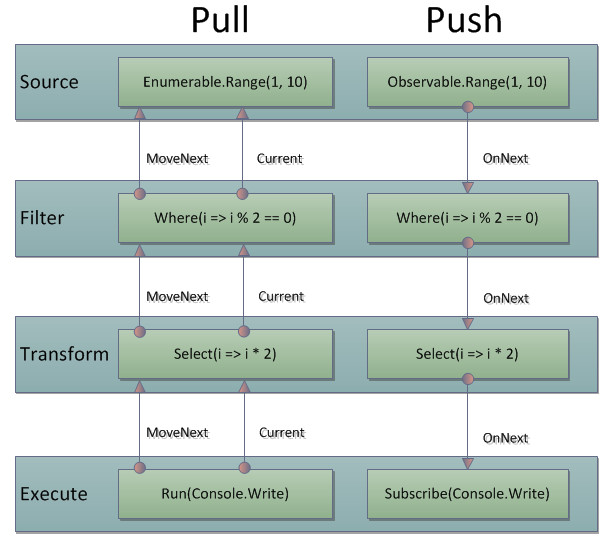 Pull Push
Source Enumerable.Range(1, 10) Observable.Range(1, 10)
MoveNext Current OnNext
Filter Where(i => i % 2 == 0) Where(i => i % 2 == 0)
MoveNext Current OnNext
Transform Select(i => i * 2) Select(i => i * 2)
MoveNext Current OnNext
Execute Run(Console.Write) Subscribe(Console.Write)